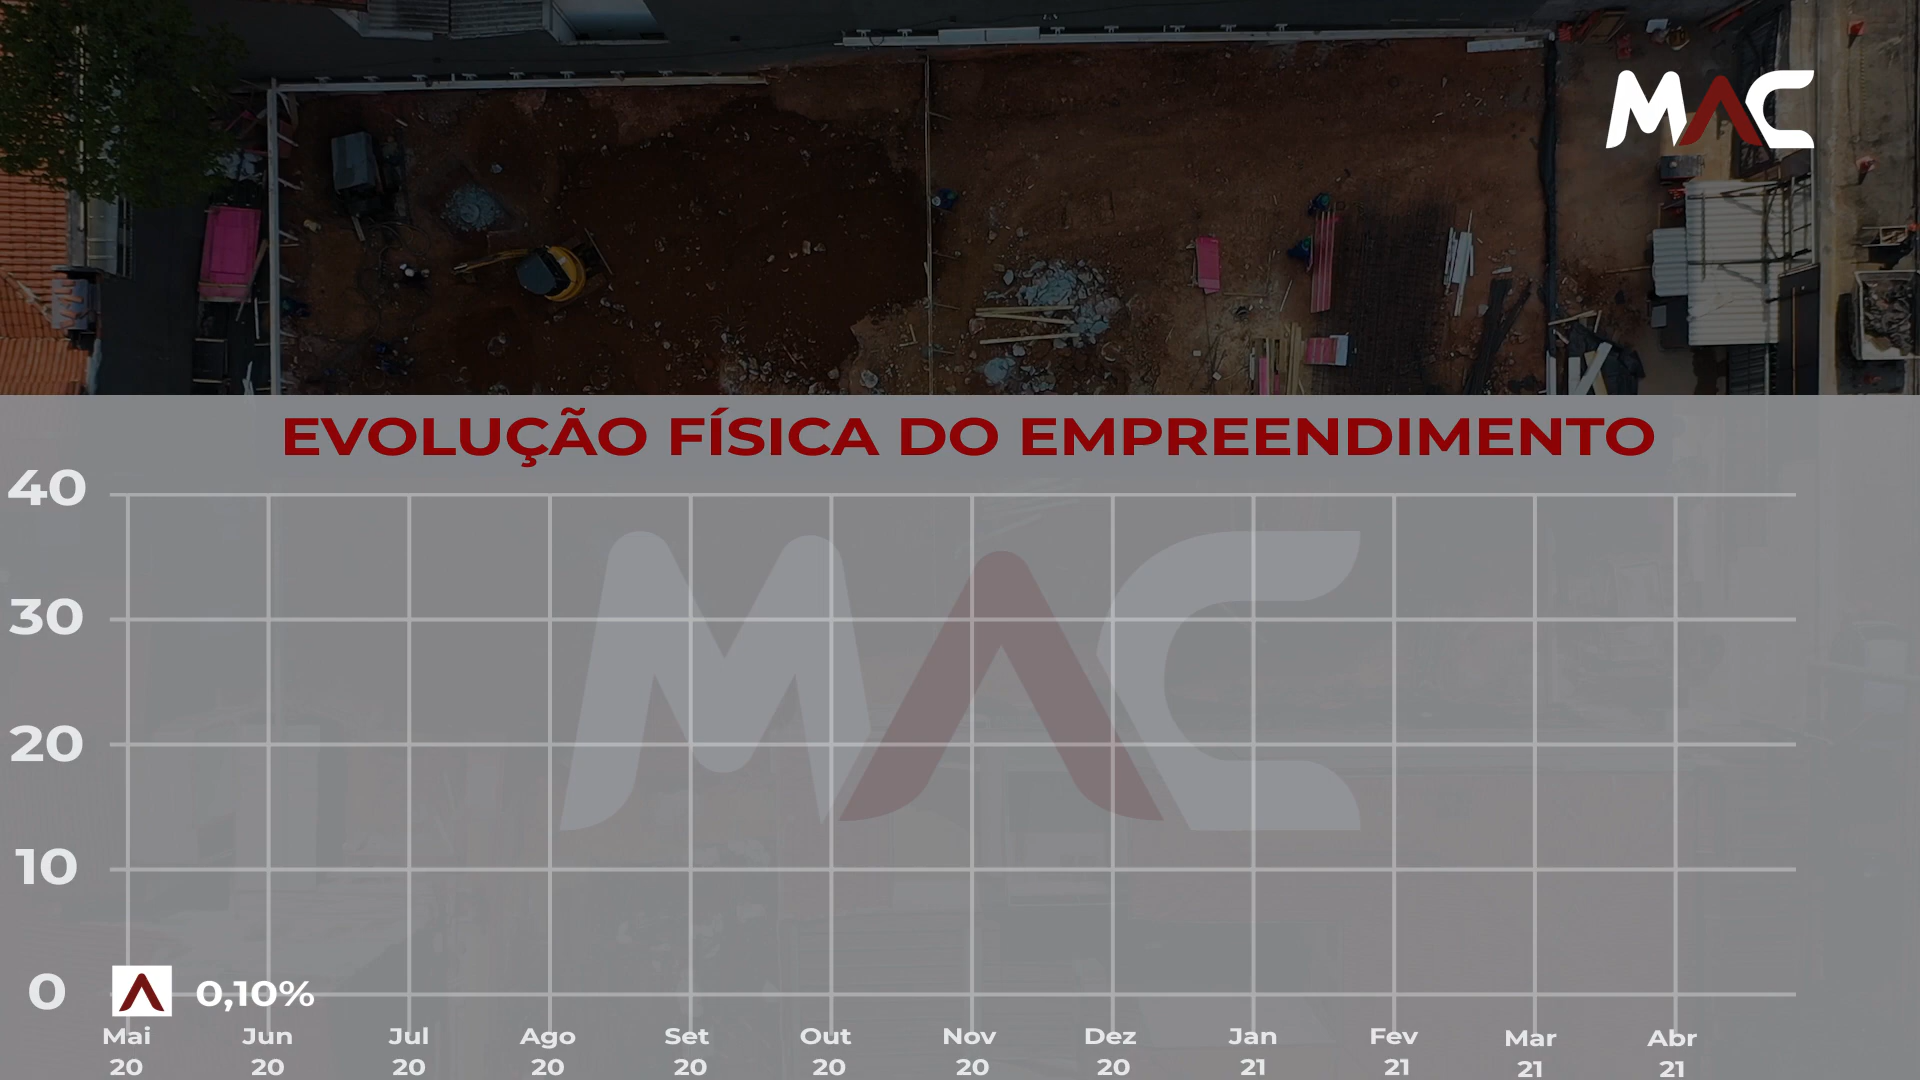 MAC
EVOLUÇÃO FÍSICA DO EMPREENDIMENTO
40
30
20
10
0
MAC
0,10%
Mai Jun Jul Ago Set Out Nov Dez Jan Fev Mar Abr
20 20 20 20 20 20 20 20 21 21 21 21